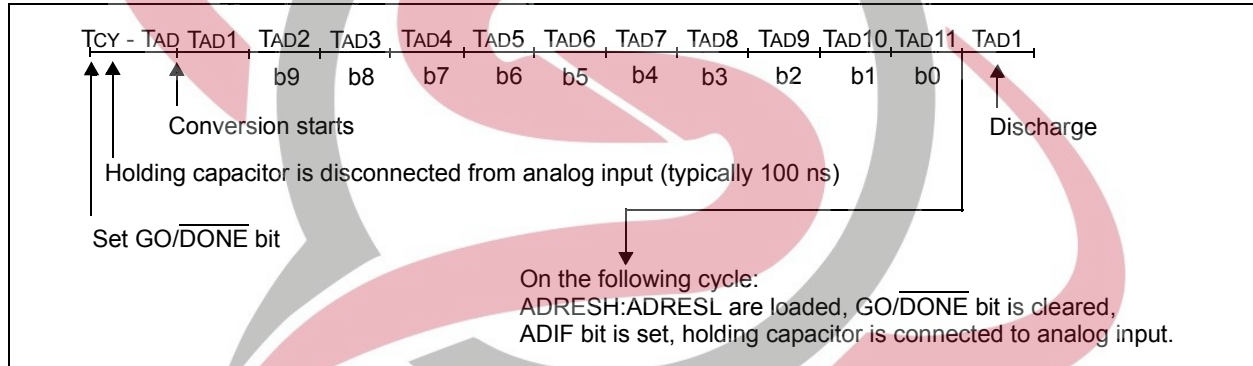 TCY - TAD TAD1 TAD2 TAD3 TAD4 TAD5 TAD6 TAD7 TAD8 TAD9 TAD10 TAD11 TAD1
b9 b8 b7 b6 b5 b4 b3 b2 b1 b0
Conversion starts
Discharge
Holding capacitor is disconnected from analog input (typically 100 ns)
Set GO/DONE bit
On the following cycle:
ADRESH:ADRESL are loaded, GO/DONE bit is cleared,
ADIF bit is set, holding capacitor is connected to analog input.